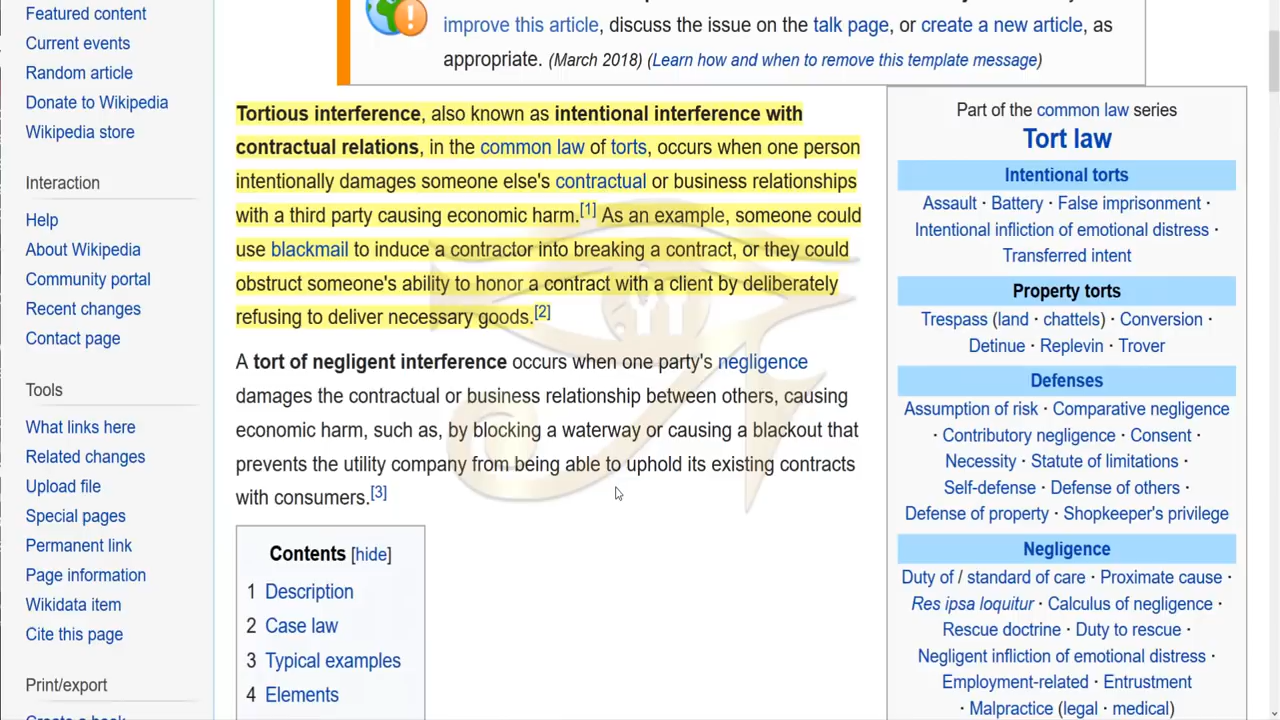 Featured content
Current events
Random article
Donate to Wikipedia
Wikipedia store
Interaction
Help
About Wikipedia
Community portal
Recent changes
Contact page
Tools
What links here
Related changes
Upload file
Special pages
Permanent link
Page information
Wikidata item
Cite this page
Print/export
improve this article, discuss the issue on the talk page, or create a new article, as
appropriate. (March 2018) (Learn how and when to remove this template message)
Tortious interference, also known as intentional interference with
contractual relations, in the common law of torts, occurs when one person
intentionally damages someone else's contractual or business relationships
with a third party causing economic harm.[1] As an example, someone could
use blackmail to induce a contractor into breaking a contract, or they could
obstruct someone's ability to honor a contract with a client by deliberately
refusing to deliver necessary goods.[2]
A tort of negligent interference occurs when one party's negligence
damages the contractual or business relationship between others, causing
economic harm, such as, by blocking a waterway or causing a blackout that
prevents the utility company from being able to uphold its existing contracts
with consumers.[3]
Contents [hide]
1 Description
2 Case law
3 Typical examples
4 Elements
Part of the common law series
Tort law
Intentional torts
Assault · Battery · False imprisonment ·
Intentional infliction of emotional distress ·
Transferred intent
Property torts
Trespass (land · chattels) · Conversion ·
Detinue · Replevin · Trover
Defenses
Assumption of risk · Comparative negligence
· Contributory negligence · Consent ·
Necessity · Statute of limitations ·
Self-defense · Defense of others ·
Defense of property · Shopkeeper's privilege
Negligence
Duty of / standard of care · Proximate cause ·
Res ipsa loquitur · Calculus of negligence ·
Rescue doctrine · Duty to rescue ·
Negligent infliction of emotional distress ·
Employment-related · Entrustment
· Malpractice (legal · medical)